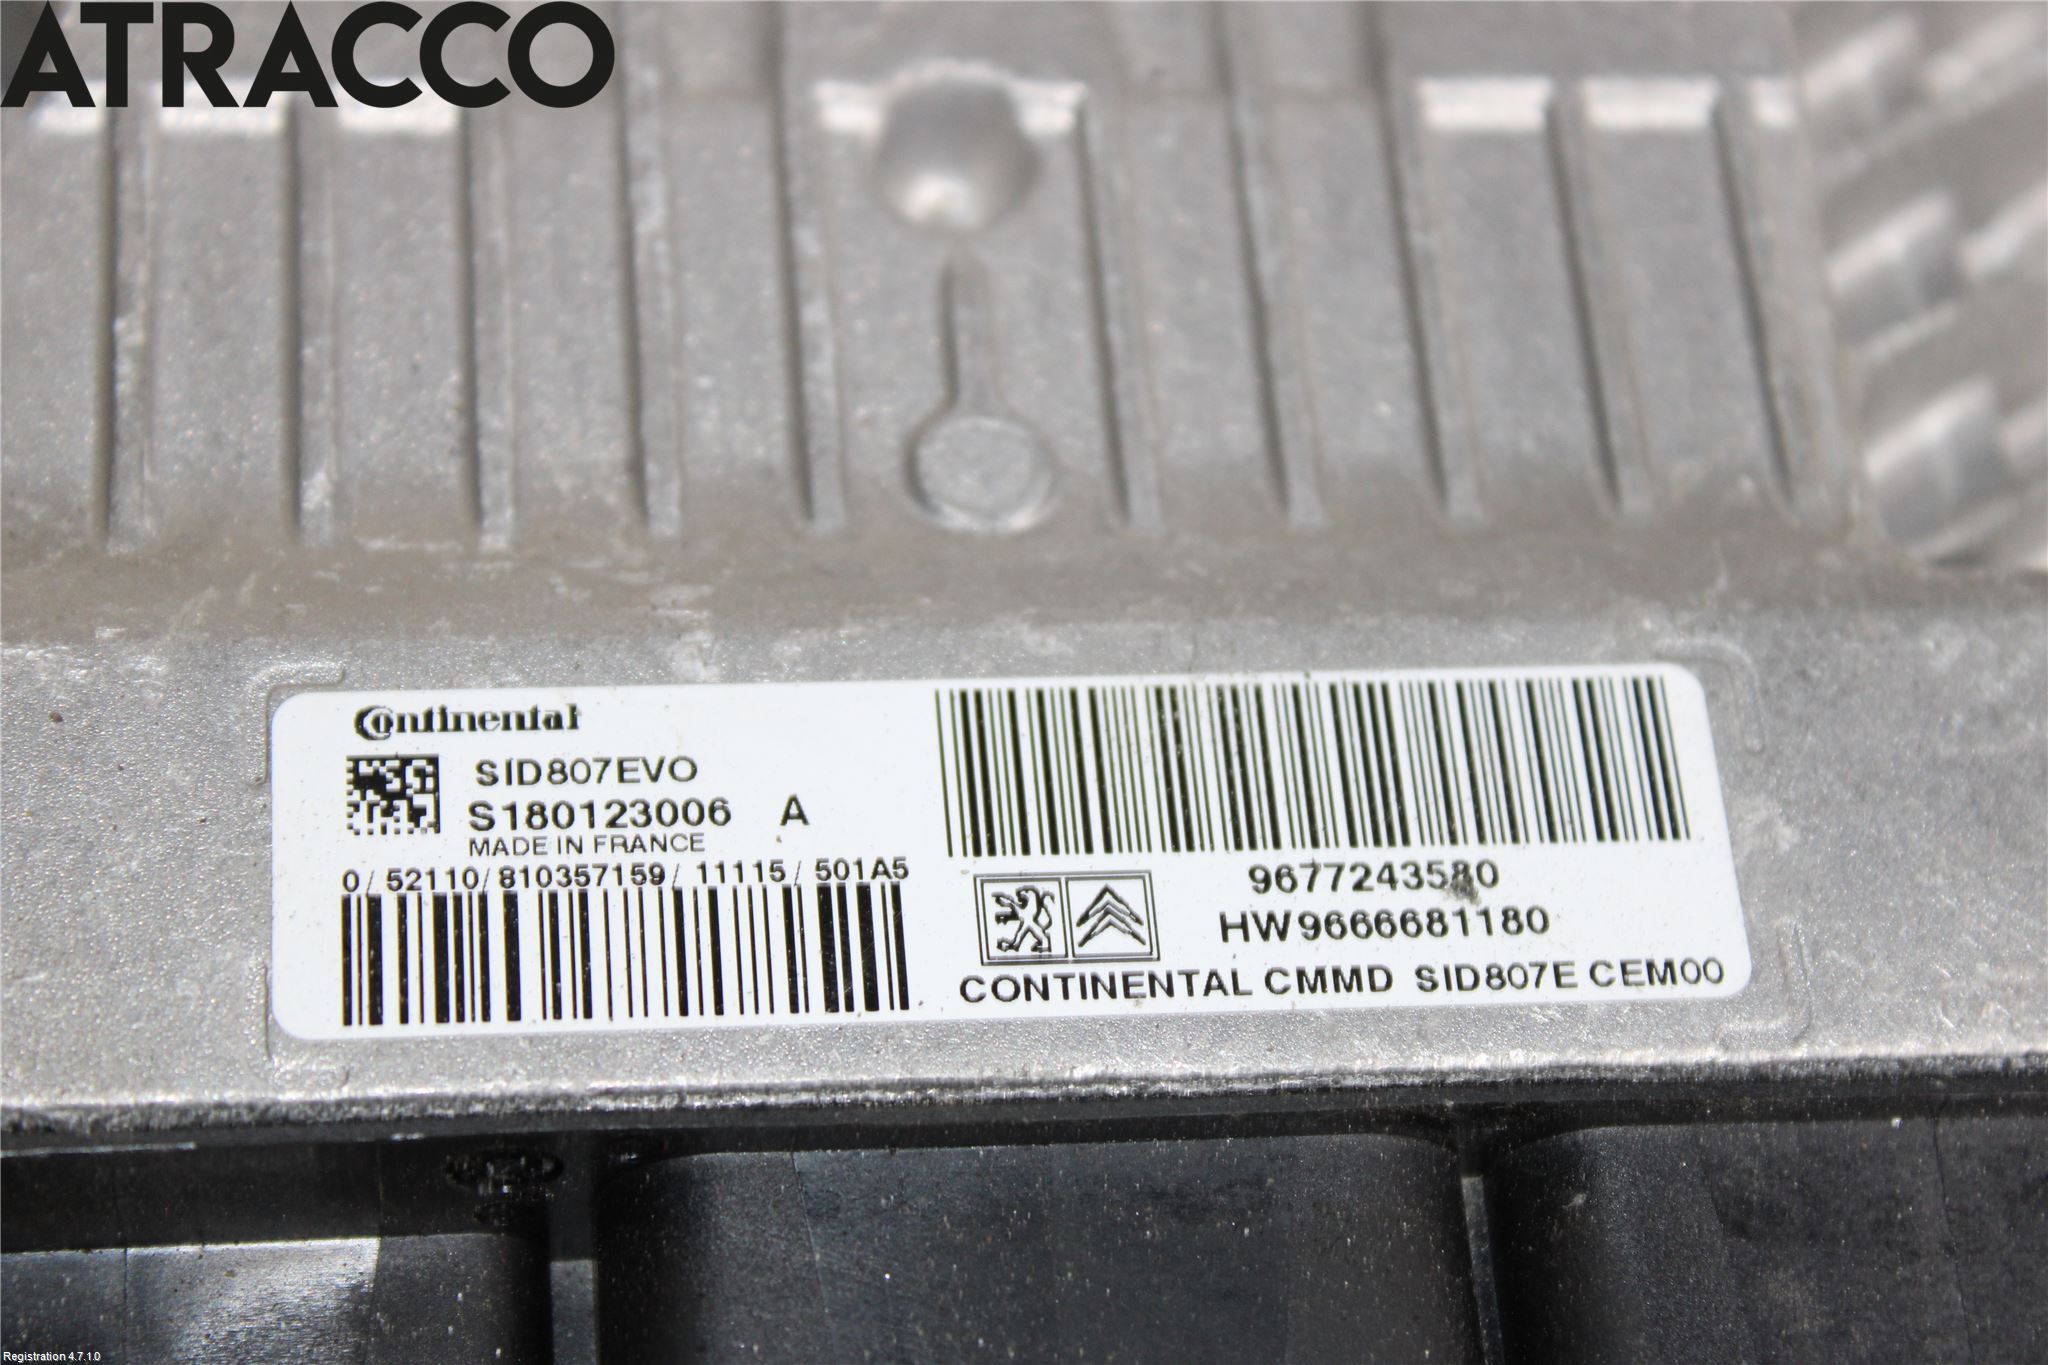 ATRACCO
Continental
SID807EVO
S180123006 A
MADE IN FRANCE
0/ 52110/ 810357159/ 11115/ 501A5
9677243580
HW9666681180
CONTINENTAL CMMD SID807E CEM00
Registration 4.7.1.0